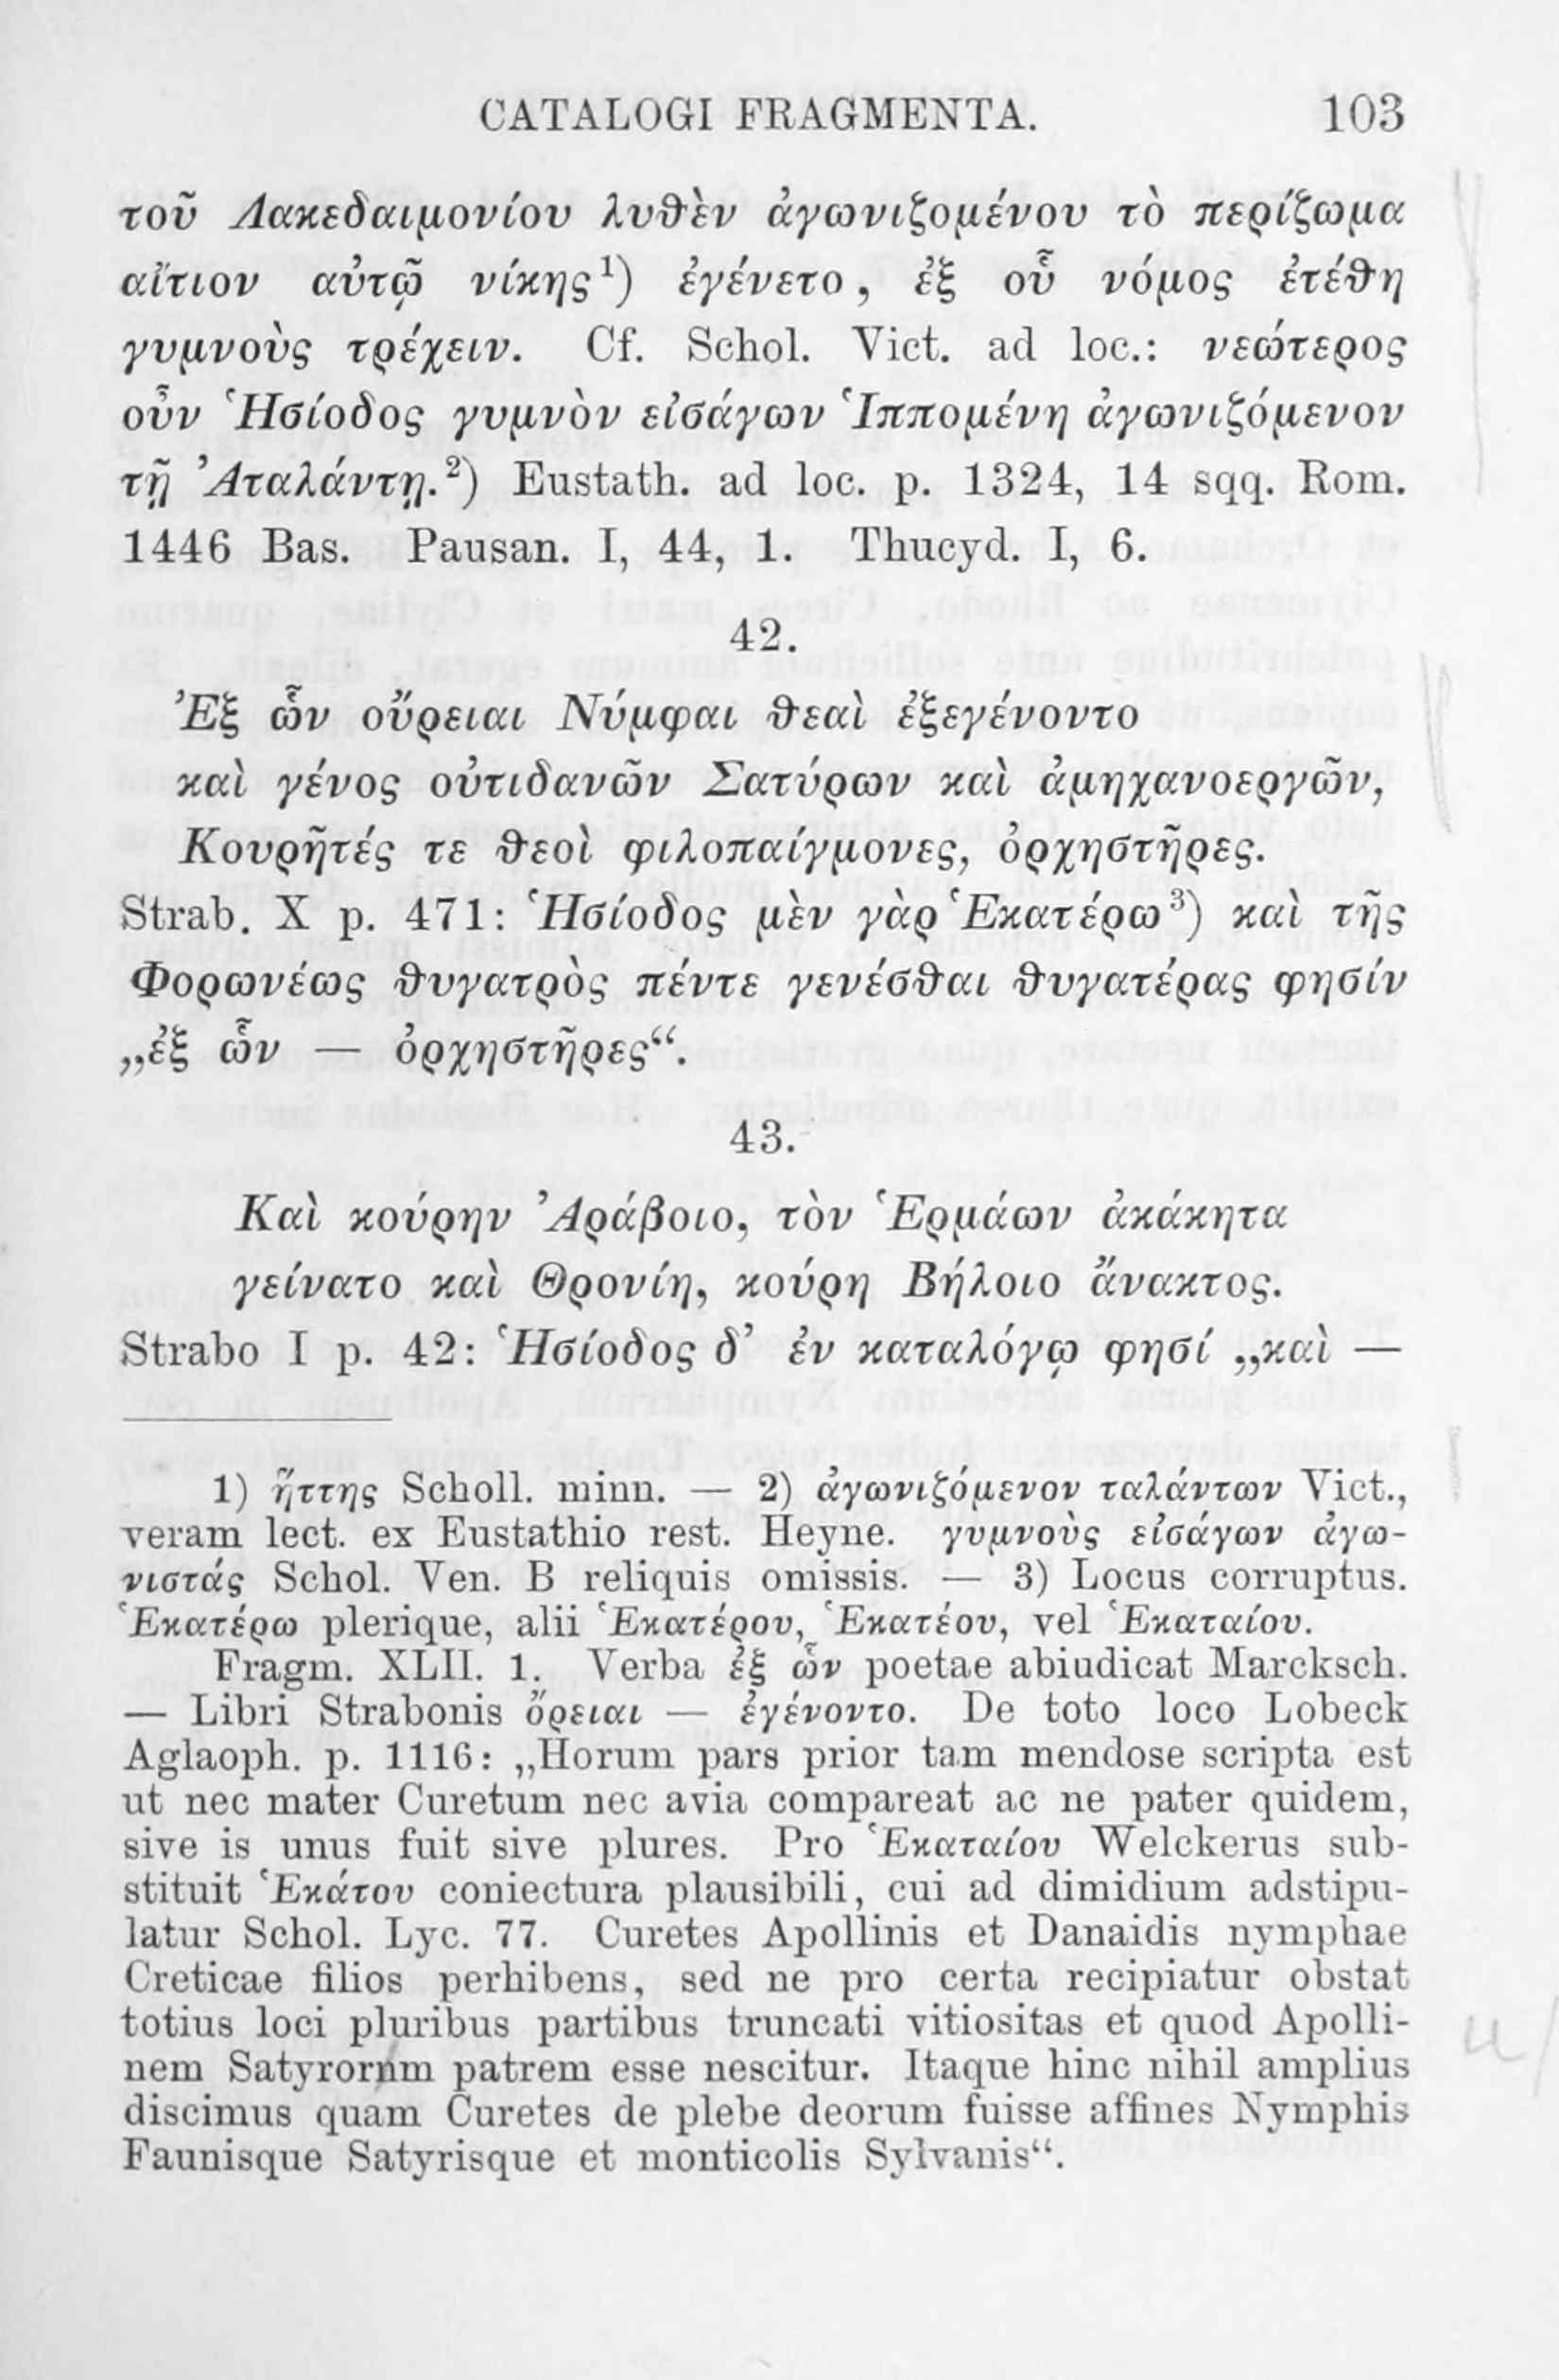 CATALOGI FRAGMENTA. 103
τοῦ Λακεδαιμονίου λυθὲν ἀγωνιζομένου τὸ περίζωμα
αἴτιον αὐτῷ νίκης¹) ἐγένετο, ἐξ οὗ νόμος ἐτέθη
γυμνοὺς τρέχειν. Cf. Schol. Vict. ad loc.: νεώτερος
οὖν Ἡσίοδος γυμνὸν εἰσάγων Ἱππομένη ἀγωνιζόμενον
τῇ Ἀταλάντῃ.²) Eustath. ad loc. p. 1324, 14 sqq. Rom.
1446 Bas. Pausan. I, 44, 1. Thucyd. I, 6.
42.
Ἐξ ὧν οὔρειαι Νύμφαι θεαὶ ἐξεγένοντο
καὶ γένος οὐτιδανῶν Σατύρων καὶ ἀμηχανοεργῶν,
Κουρῆτές τε θεοὶ φιλοπαίγμονες, ὀρχηστῆρες.
Strab. X p. 471: Ἡσίοδος μὲν γὰρ Ἑκατέρω³) καὶ τῆς
Φορωνέως θυγατρὸς πέντε γενέσθαι θυγατέρας φησίν
„ἐξ ὧν — ὀρχηστῆρες“.
43.
Καὶ κούρην Ἀράβοιο, τὸν Ἑρμάων ἀκάκητα
γείνατο καὶ Θρονίη, κούρη Βήλοιο ἄνακτος.
Strabo I p. 42: Ἡσίοδος δ’ ἐν καταλόγῳ φησί „καὶ —
1) ἥττης Scholl. minn. — 2) ἀγωνιζόμενον ταλάντων Vict.,
veram lect. ex Eustathio rest. Heyne. γυμνοὺς εἰσάγων ἀγω-
νιστάς Schol. Ven. B reliquis omissis. — 3) Locus corruptus.
Ἑκατέρω plerique, alii Ἑκατέρου, Ἑκατέου, vel Ἑκαταίου.
Fragm. XLII. 1. Verba ἐξ ὧν poetae abiudicat Marcksch.
— Libri Strabonis ὄρειαι — ἐγένοντο. De toto loco Lobeck
Aglaoph. p. 1116: „Horum pars prior tam mendose scripta est
ut nec mater Curetum nec avia compareat ac ne pater quidem,
sive is unus fuit sive plures. Pro Ἑκαταίου Welckerus sub-
stituit Ἑκάτου coniectura plausibili, cui ad dimidium adstipu-
latur Schol. Lyc. 77. Curetes Apollinis et Danaidis nymphae
Creticae filios perhibens, sed ne pro certa recipiatur obstat
totius loci pluribus partibus truncati vitiositas et quod Apolli-
nem Satyrornm patrem esse nescitur. Itaque hinc nihil amplius
discimus quam Curetes de plebe deorum fuisse affines Nymphis
Faunisque Satyrisque et monticolis Sylvanis“.
u/